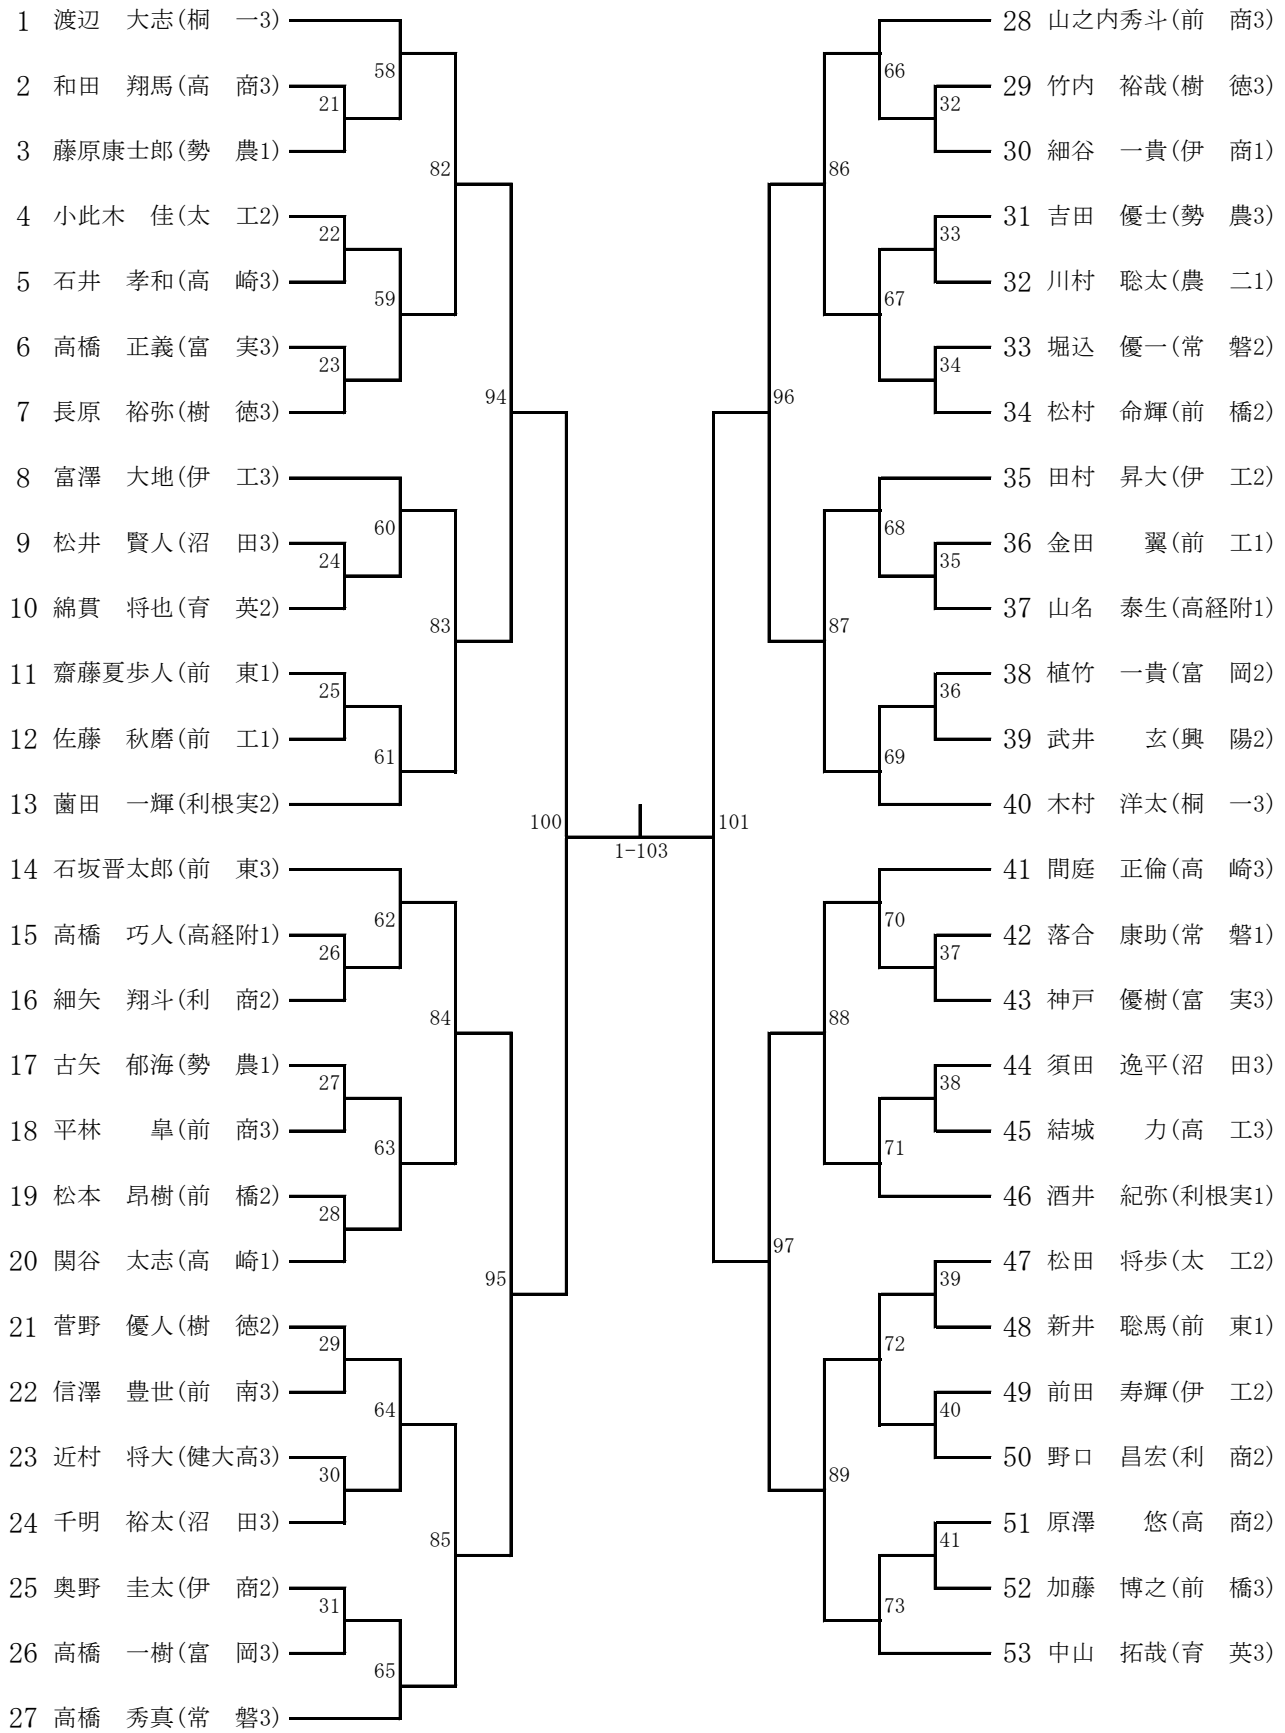 1 渡辺　大志(桐　一3)
2 和田　翔馬(高　商3)
3 藤原康士郎(勢　農1)
4 小此木　佳(太　工2)
5 石井　孝和(高　崎3)
6 高橋　正義(富　実3)
7 長原　裕弥(樹　徳3)
8 富澤　大地(伊　工3)
9 松井　賢人(沼　田3)
10 綿貫　将也(育　英2)
11 齋藤夏歩人(前　東1)
12 佐藤　秋磨(前　工1)
13 薗田　一輝(利根実2)
14 石坂晋太郎(前　東3)
15 高橋　巧人(高経附1)
16 細矢　翔斗(利　商2)
17 古矢　郁海(勢　農1)
18 平林　　皐(前　商3)
19 松本　昂樹(前　橋2)
20 関谷　太志(高　崎1)
21 菅野　優人(樹　徳2)
22 信澤　豊世(前　南3)
23 近村　将大(健大高3)
24 千明　裕太(沼　田3)
25 奥野　圭太(伊　商2)
26 高橋　一樹(富　岡3)
27 高橋　秀真(常　磐3)
21
22
23
24
25
26
27
28
29
30
31
58
59
60
61
62
63
64
65
82
83
84
85
94
95
100
1-103
101
96
97
86
87
88
89
66
67
68
69
70
71
72
73
32
33
34
35
36
37
38
39
40
41
28 山之内秀斗(前　商3)
29 竹内　裕哉(樹　徳3)
30 細谷　一貴(伊　商1)
31 吉田　優士(勢　農3)
32 川村　聡太(農　二1)
33 堀込　優一(常　磐2)
34 松村　命輝(前　橋2)
35 田村　昇大(伊　工2)
36 金田　　翼(前　工1)
37 山名　泰生(高経附1)
38 植竹　一貴(富　岡2)
39 武井　　玄(興　陽2)
40 木村　洋太(桐　一3)
41 間庭　正倫(高　崎3)
42 落合　康助(常　磐1)
43 神戸　優樹(富　実3)
44 須田　逸平(沼　田3)
45 結城　　力(高　工3)
46 酒井　紀弥(利根実1)
47 松田　将歩(太　工2)
48 新井　聡馬(前　東1)
49 前田　寿輝(伊　工2)
50 野口　昌宏(利　商2)
51 原澤　　悠(高　商2)
52 加藤　博之(前　橋3)
53 中山　拓哉(育　英3)